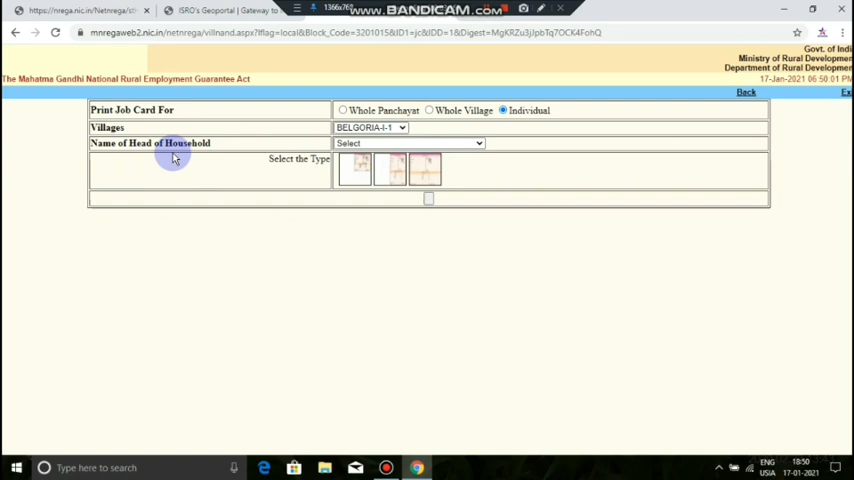 https://nrega.nic.in/Netnrega/st
ISRO's Geoportal | Gateway to
1366x768
www.BANDICAM.com
mnregaweb2.nic.in/netnrega/villnand.aspx?lflag=local&Block_Code=3201015&ID1=jc&IDD=1&Digest=MgKRZu3jJpbTq7OCK4FohQ
Govt. of Indi
Ministry of Rural Developmen
Department of Rural Developmer
The Mahatma Gandhi National Rural Employment Guarantee Act
17-Jan-2021 06:50:01 PM
Back
Ex
Print Job Card For
Whole Panchayat Whole Village Individual
Villages
BELGORIA-I-1
Name of Head of Household
Select
Select the Type
Type here to search
ENG
USIA
18:50
17-01-2021